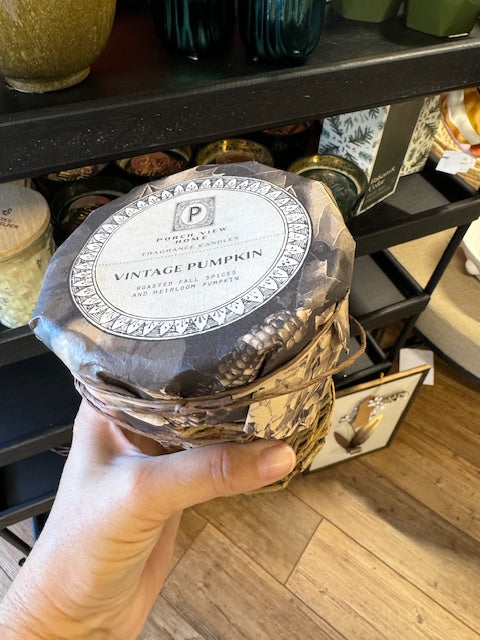 P
PORCH VIEW
HOME
FRAGRANCE CANDLES
VINTAGE PUMPKIN
ROASTED FALL SPICES
AND HEIRLOOM PUMPKIN